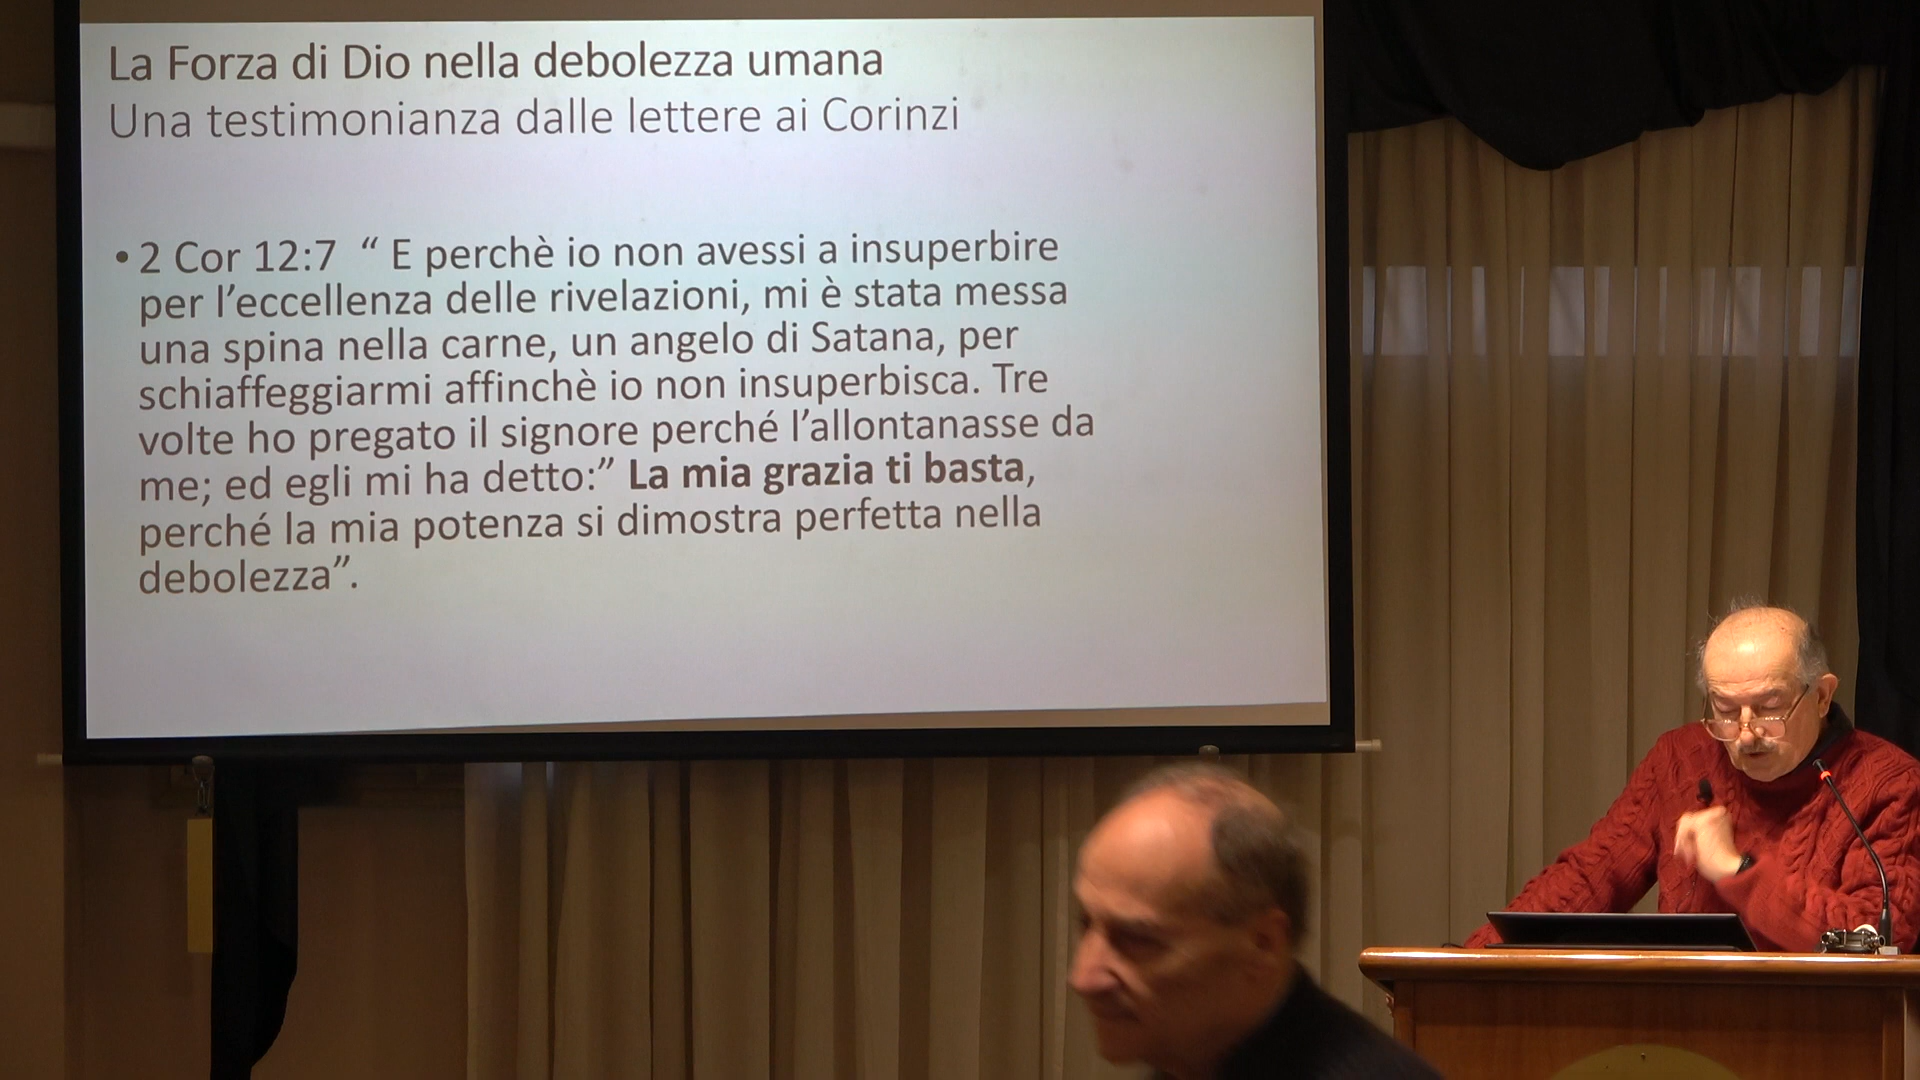 La Forza di Dio nella debolezza umana
Una testimonianza dalle lettere ai Corinzi
• 2 Cor 12:7 “ E perchè io non avessi a insuperbire
per l’eccellenza delle rivelazioni, mi è stata messa
una spina nella carne, un angelo di Satana, per
schiaffeggiarmi affinchè io non insuperbisca. Tre
volte ho pregato il signore perché l’allontanasse da
me; ed egli mi ha detto:” La mia grazia ti basta,
perché la mia potenza si dimostra perfetta nella
debolezza”.